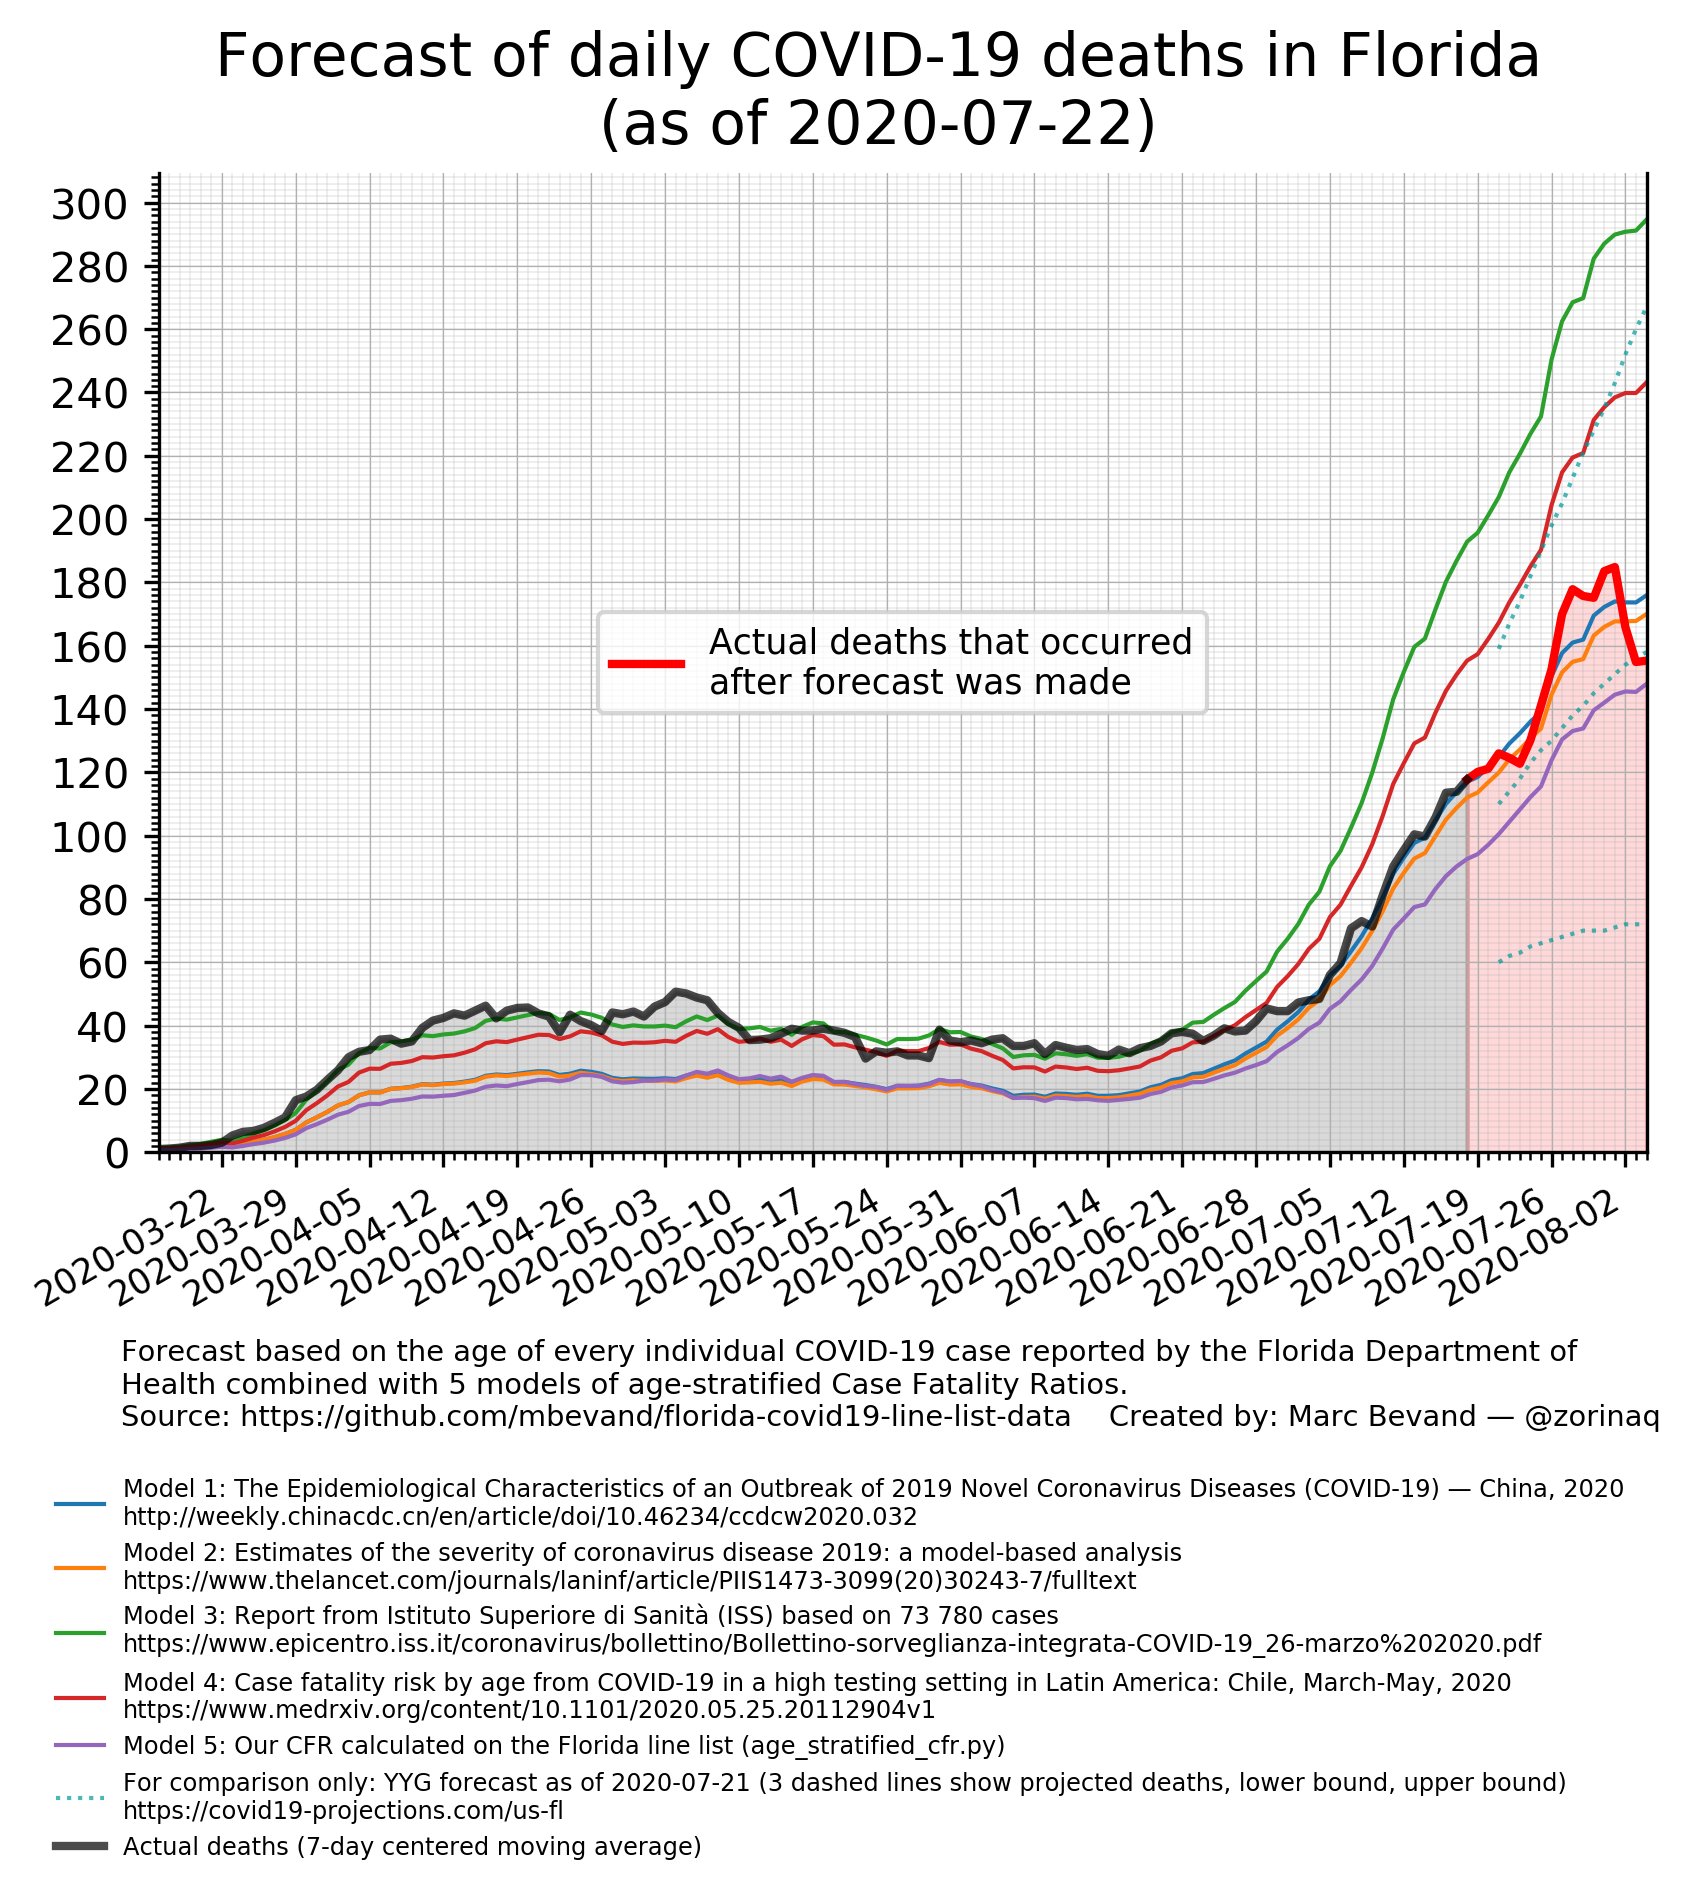 Forecast of daily COVID-19 deaths in Florida
(as of 2020-07-22)
300
280
260
240
220
200
180
160
140
120
100
80
60
40
20
0
Actual deaths that occurred
after forecast was made
2020-03-22
2020-03-29
2020-04-05
2020-04-12
2020-04-19
2020-04-26
2020-05-03
2020-05-10
2020-05-17
2020-05-24
2020-05-31
2020-06-07
2020-06-14
2020-06-21
2020-06-28
2020-07-05
2020-07-12
2020-07-19
2020-07-26
2020-08-02
Forecast based on the age of every individual COVID-19 case reported by the Florida Department of
Health combined with 5 models of age-stratified Case Fatality Ratios.
Source: https://github.com/mbevand/florida-covid19-line-list-data    Created by: Marc Bevand — @zorinaq
Model 1: The Epidemiological Characteristics of an Outbreak of 2019 Novel Coronavirus Diseases (COVID-19) — China, 2020
http://weekly.chinacdc.cn/en/article/doi/10.46234/ccdcw2020.032
Model 2: Estimates of the severity of coronavirus disease 2019: a model-based analysis
https://www.thelancet.com/journals/laninf/article/PIIS1473-3099(20)30243-7/fulltext
Model 3: Report from Istituto Superiore di Sanità (ISS) based on 73 780 cases
https://www.epicentro.iss.it/coronavirus/bollettino/Bollettino-sorveglianza-integrata-COVID-19_26-marzo%202020.pdf
Model 4: Case fatality risk by age from COVID-19 in a high testing setting in Latin America: Chile, March-May, 2020
https://www.medrxiv.org/content/10.1101/2020.05.25.20112904v1
Model 5: Our CFR calculated on the Florida line list (age_stratified_cfr.py)
For comparison only: YYG forecast as of 2020-07-21 (3 dashed lines show projected deaths, lower bound, upper bound)
https://covid19-projections.com/us-fl
Actual deaths (7-day centered moving average)